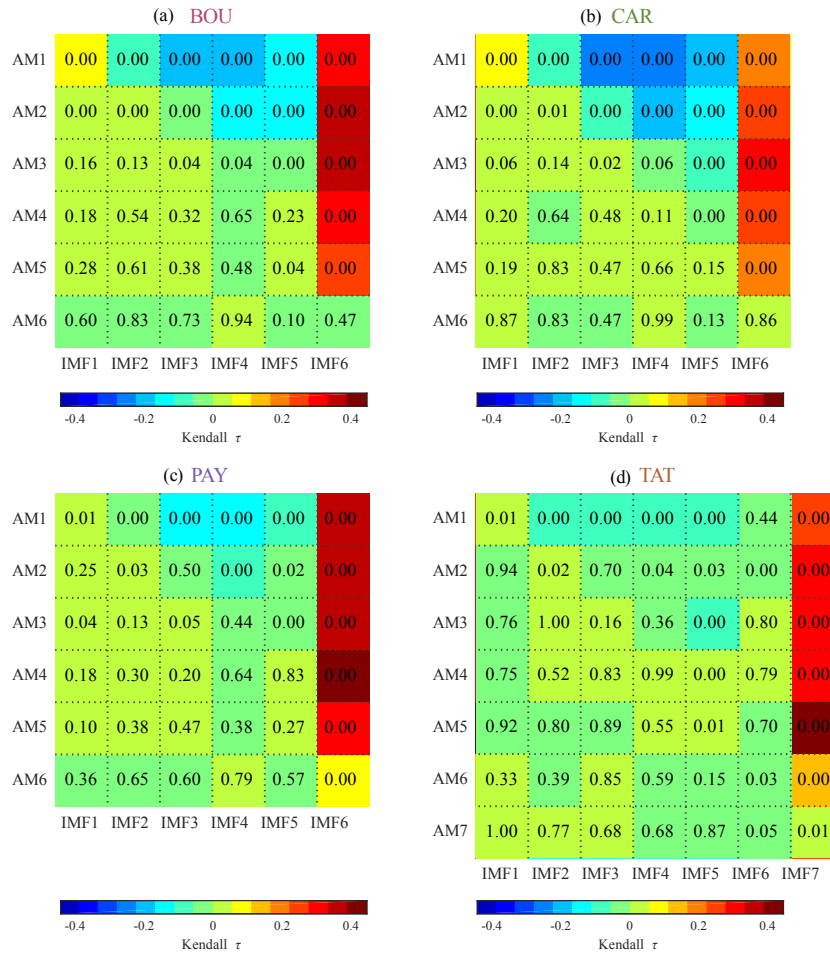 (a) BOU
AM1 0.00 0.00 0.00 0.00 0.00 0.00
AM2 0.00 0.00 0.00 0.00 0.00 0.00
AM3 0.16 0.13 0.04 0.04 0.00 0.00
AM4 0.18 0.54 0.32 0.65 0.23 0.00
AM5 0.28 0.61 0.38 0.48 0.04 0.00
AM6 0.60 0.83 0.73 0.94 0.10 0.47
IMF1 IMF2 IMF3 IMF4 IMF5 IMF6
-0.4 -0.2 0 0.2 0.4
Kendall τ
(b) CAR
AM1 0.00 0.00 0.00 0.00 0.00 0.00
AM2 0.00 0.01 0.00 0.00 0.00 0.00
AM3 0.06 0.14 0.02 0.06 0.00 0.00
AM4 0.20 0.64 0.48 0.11 0.00 0.00
AM5 0.19 0.83 0.47 0.66 0.15 0.00
AM6 0.87 0.83 0.47 0.99 0.13 0.86
IMF1 IMF2 IMF3 IMF4 IMF5 IMF6
-0.4 -0.2 0 0.2 0.4
Kendall τ
(c) PAY
AM1 0.01 0.00 0.00 0.00 0.00 0.00
AM2 0.25 0.03 0.50 0.00 0.02 0.00
AM3 0.04 0.13 0.05 0.44 0.00 0.00
AM4 0.18 0.30 0.20 0.64 0.83 0.00
AM5 0.10 0.38 0.47 0.38 0.27 0.00
AM6 0.36 0.65 0.60 0.79 0.57 0.00
IMF1 IMF2 IMF3 IMF4 IMF5 IMF6
-0.4 -0.2 0 0.2 0.4
Kendall τ
(d) TAT
AM1 0.01 0.00 0.00 0.00 0.00 0.44 0.00
AM2 0.94 0.02 0.70 0.04 0.03 0.00 0.00
AM3 0.76 1.00 0.16 0.36 0.00 0.80 0.00
AM4 0.75 0.52 0.83 0.99 0.00 0.79 0.00
AM5 0.92 0.80 0.89 0.55 0.01 0.70 0.00
AM6 0.33 0.39 0.85 0.59 0.15 0.03 0.00
AM7 1.00 0.77 0.68 0.68 0.87 0.05 0.01
IMF1 IMF2 IMF3 IMF4 IMF5 IMF6 IMF7
-0.4 -0.2 0 0.2 0.4
Kendall τ